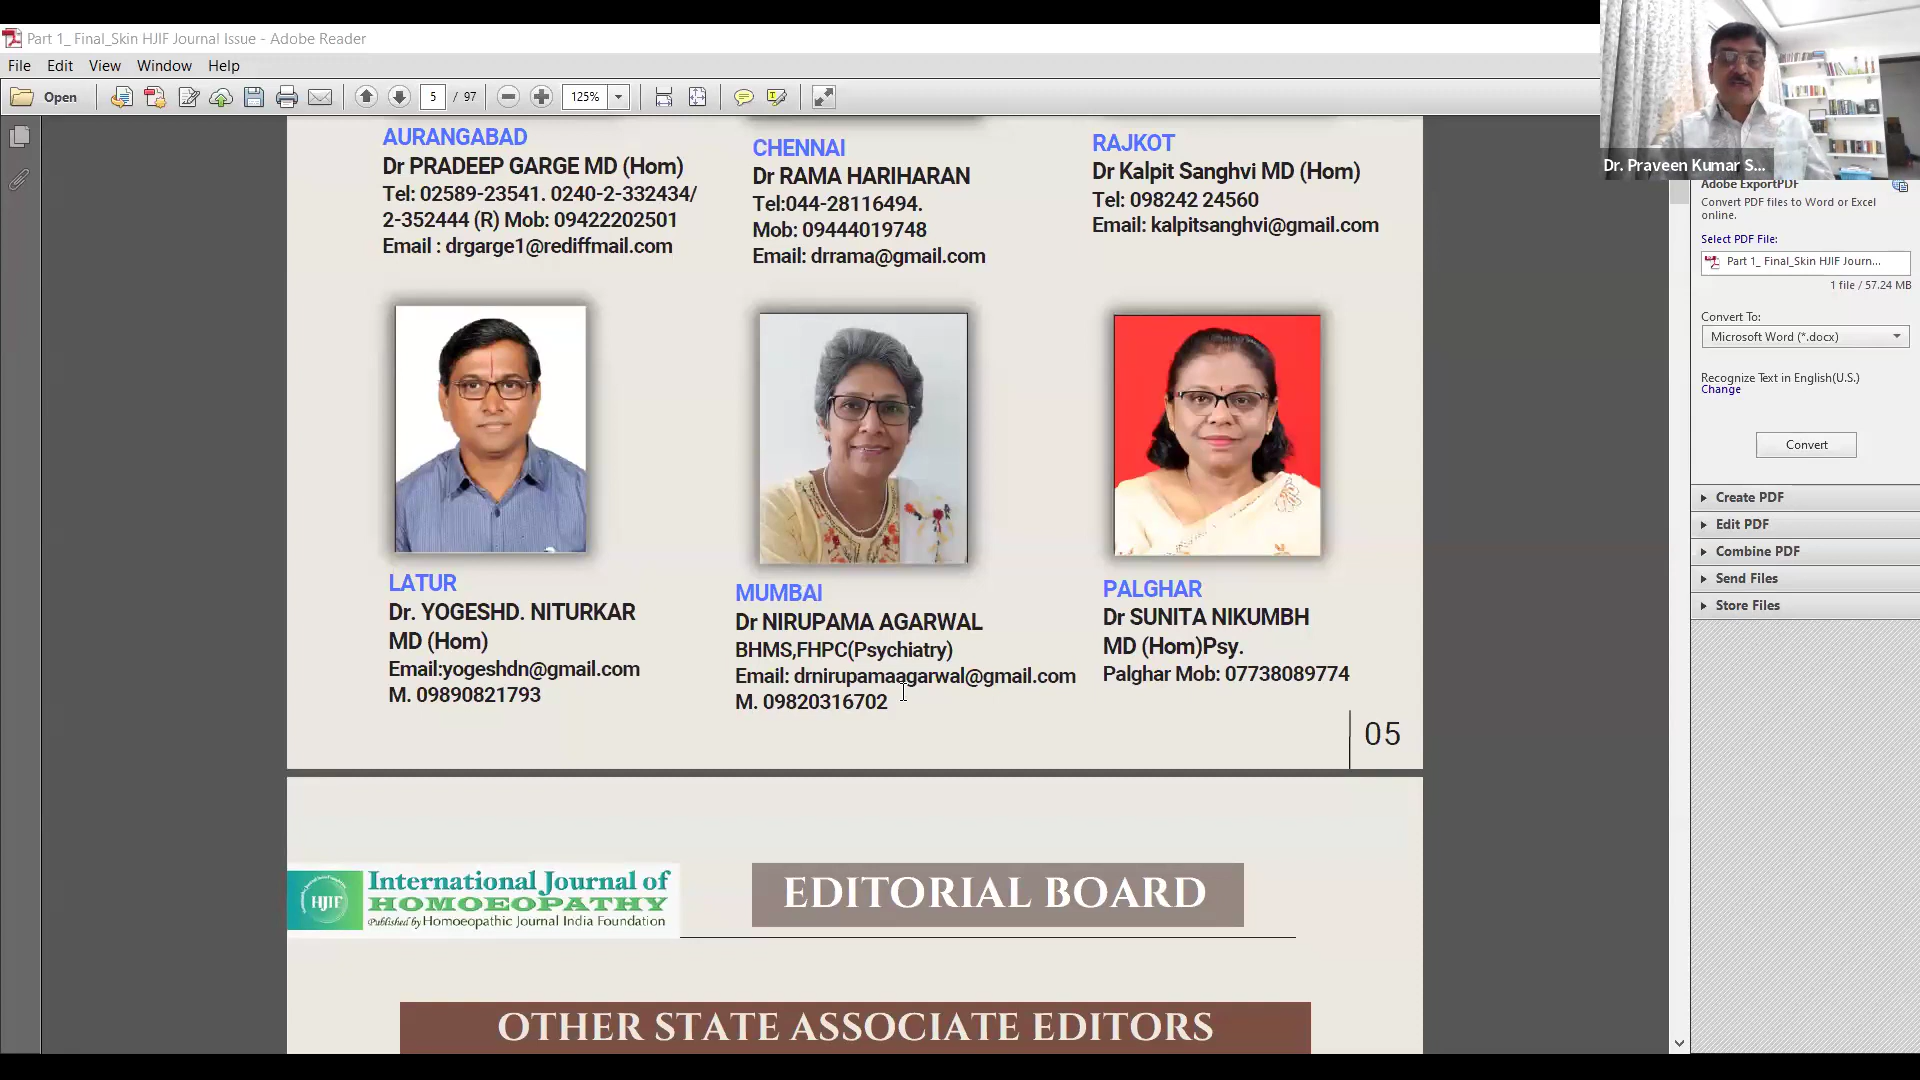 Part 1_ Final_Skin HJIF Journal Issue - Adobe Reader
File Edit View Window Help
Open 5 / 97 125%
AURANGABAD
Dr PRADEEP GARGE MD (Hom)
Tel: 02589-23541. 0240-2-332434/
2-352444 (R) Mob: 09422202501
Email : drgarge1@rediffmail.com
CHENNAI
Dr RAMA HARIHARAN
Tel:044-28116494.
Mob: 09444019748
Email: drrama@gmail.com
RAJKOT
Dr Kalpit Sanghvi MD (Hom)
Tel: 098242 24560
Email: kalpitsanghvi@gmail.com
LATUR
Dr. YOGESHD. NITURKAR
MD (Hom)
Email:yogeshdn@gmail.com
M. 09890821793
MUMBAI
Dr NIRUPAMA AGARWAL
BHMS,FHPC(Psychiatry)
Email: drnirupamaagarwal@gmail.com
M. 09820316702
PALGHAR
Dr SUNITA NIKUMBH
MD (Hom)Psy.
Palghar Mob: 07738089774
05
HJIF
International Journal of
HOMOEOPATHY
Published by Homoeopathic Journal India Foundation
EDITORIAL BOARD
OTHER STATE ASSOCIATE EDITORS
Dr. Praveen Kumar S...
Adobe ExportPDF
Convert PDF files to Word or Excel
online.
Select PDF File:
Part 1_ Final_Skin HJIF Journ...
1 file / 57.24 MB
Convert To:
Microsoft Word (*.docx)
Recognize Text in English(U.S.)
Change
Convert
Create PDF
Edit PDF
Combine PDF
Send Files
Store Files